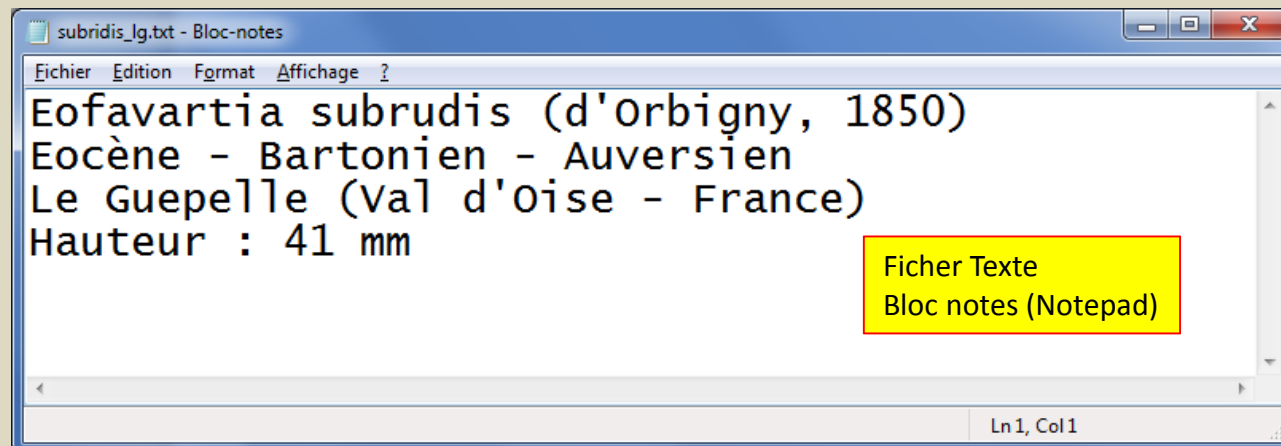 subridis_lg.txt - Bloc-notes
Fichier Edition Format Affichage ?
Eofavartia subrudis (d'Orbigny, 1850)
Eocène - Bartonien - Auversien
Le Guepelle (Val d'Oise - France)
Hauteur : 41 mm
Ficher Texte
Bloc notes (Notepad)
Ln 1, Col 1